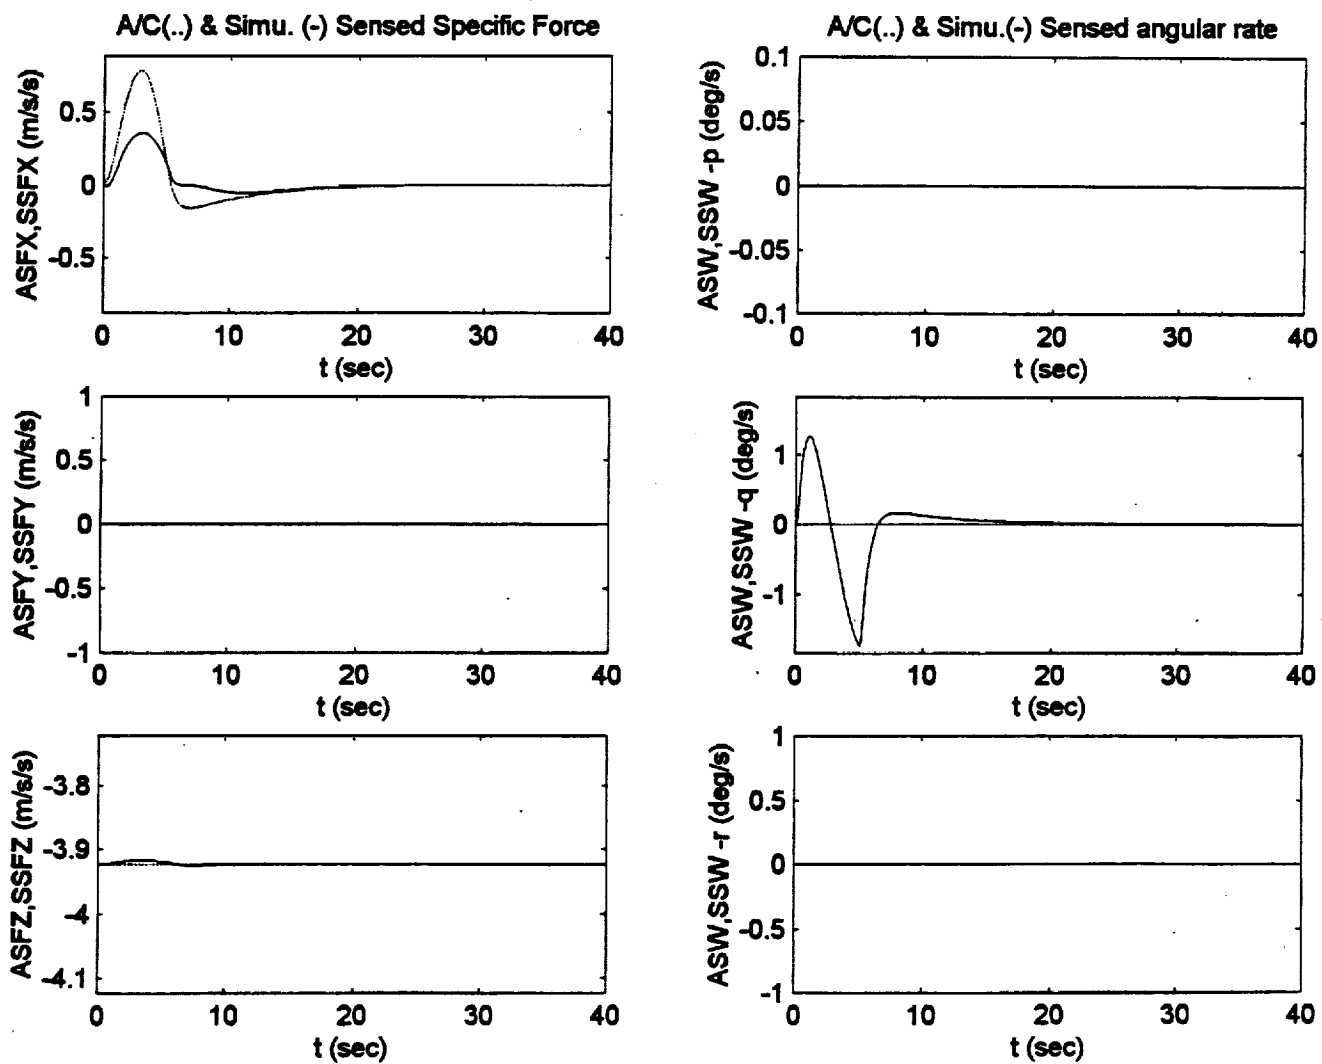 A/C(..) & Simu. (-) Sensed Specific Force
ASFX,SSFX (m/s/s)
0.5
0
-0.5
0 10 20 30 40
t (sec)
A/C(..) & Simu.(-) Sensed angular rate
ASW,SSW -p (deg/s)
0.1
0.05
0
-0.05
-0.1
0 10 20 30 40
t (sec)
ASFY,SSFY (m/s/s)
1
0.5
0
-0.5
-1
0 10 20 30 40
t (sec)
ASW,SSW -q (deg/s)
1
0
-1
0 10 20 30 40
t (sec)
ASFZ,SSFZ (m/s/s)
-3.8
-3.9
-4
-4.1
0 10 20 30 40
t (sec)
ASW,SSW -r (deg/s)
1
0.5
0
-0.5
-1
0 10 20 30 40
t (sec)